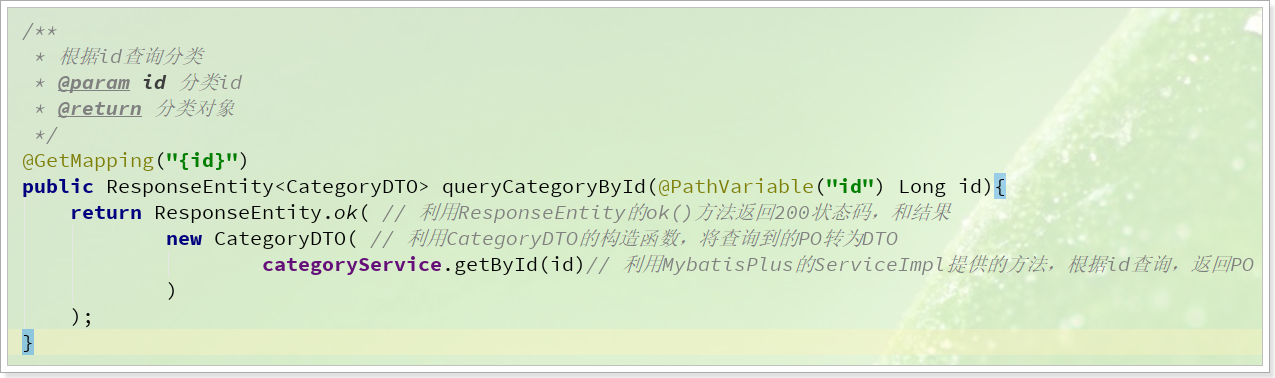 /**
 * 根据id查询分类
 * @param id 分类id
 * @return 分类对象
 */
@GetMapping("{id}")
public ResponseEntity<CategoryDTO> queryCategoryById(@PathVariable("id") Long id){
    return ResponseEntity.ok( // 利用ResponseEntity的ok()方法返回200状态码，和结果
            new CategoryDTO( // 利用CategoryDTO的构造函数，将查询到的PO转为DTO
                    categoryService.getById(id)// 利用MybatisPlus的ServiceImpl提供的方法，根据id查询，返回PO
            )
    );
}